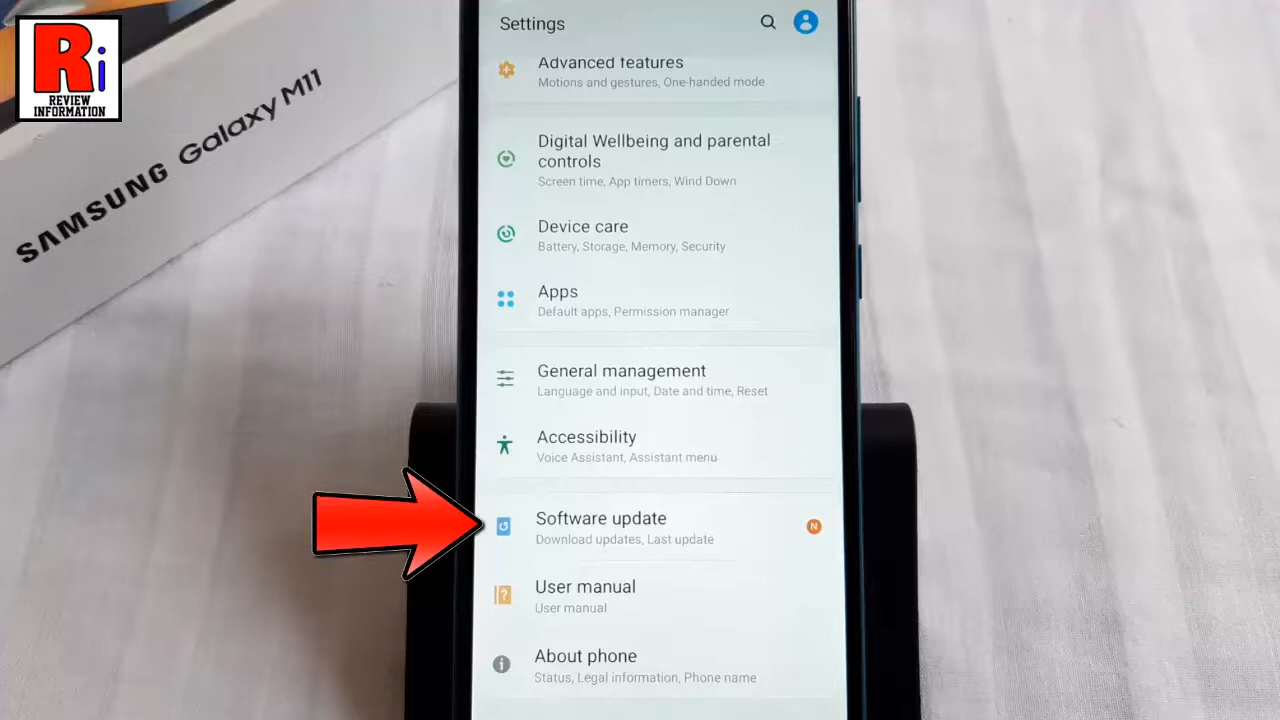 Ri
REVIEW
INFORMATION
SAMSUNG Galaxy M11
Settings
Advanced features
Motions and gestures, One-handed mode
Digital Wellbeing and parental
controls
Screen time, App timers, Wind Down
Device care
Battery, Storage, Memory, Security
Apps
Default apps, Permission manager
General management
Language and input, Date and time, Reset
Accessibility
Voice Assistant, Assistant menu
Software update
Download updates, Last update
N
User manual
User manual
About phone
Status, Legal information, Phone name